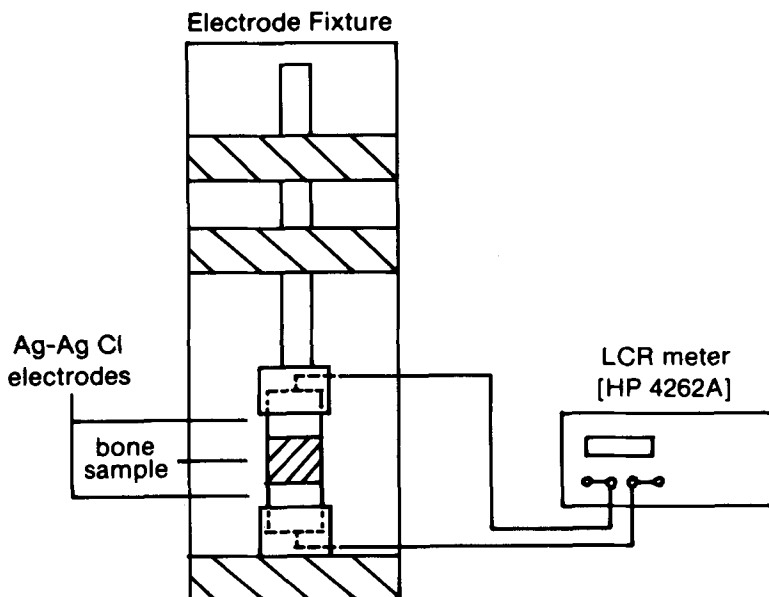 Electrode Fixture
Ag-Ag Cl
electrodes
bone
sample
LCR meter
[HP 4262A]